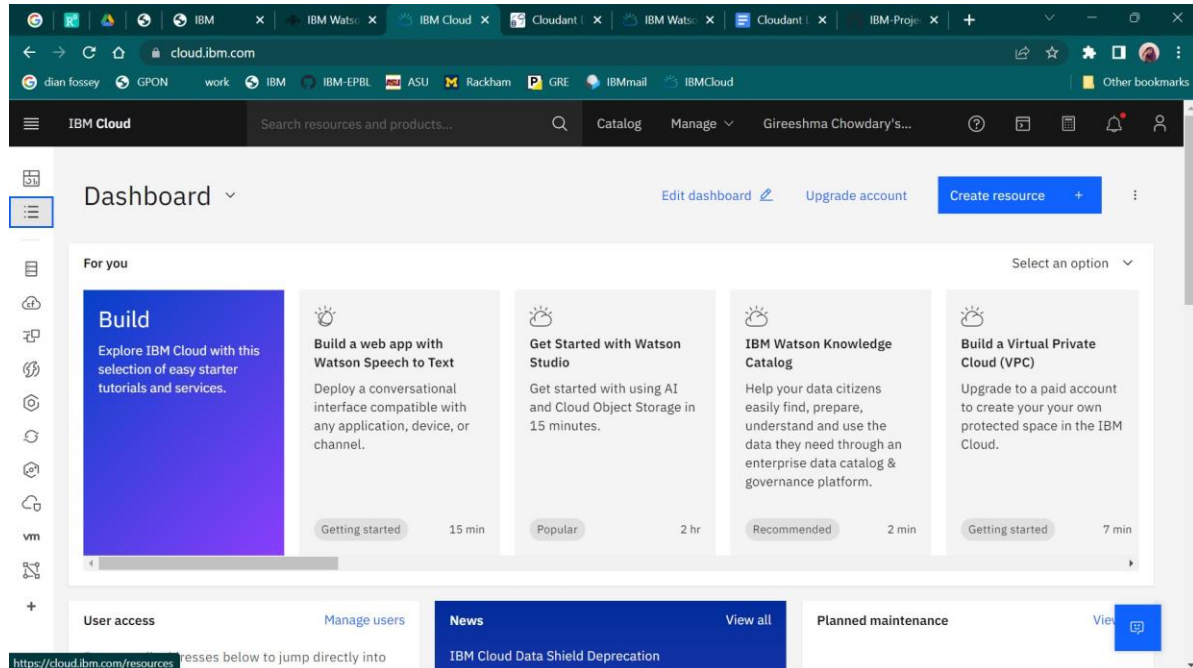 IBM
IBM Wats
IBM Cloud
Cloudant
IBM Wats
Cloudant
IBM-Proje
cloud.ibm.com
dian fossey
GPON
work
IBM
IBM-EPBL
ASU
Rackham
GRE
IBMmail
IBMCloud
Other bookmarks
IBM Cloud
Search resources and products...
Catalog
Manage
Gireeshma Chowdary's...
Dashboard
Edit dashboard
Upgrade account
Create resource +
For you
Select an option
Build
Explore IBM Cloud with this
selection of easy starter
tutorials and services.
Build a web app with
Watson Speech to Text
Deploy a conversational
interface compatible with
any application, device, or
channel.
Getting started
15 min
Get Started with Watson
Studio
Get started with using AI
and Cloud Object Storage in
15 minutes.
Popular
2 hr
IBM Watson Knowledge
Catalog
Help your data citizens
easily find, prepare,
understand and use the
data they need through an
enterprise data catalog &
governance platform.
Recommended
2 min
Build a Virtual Private
Cloud (VPC)
Upgrade to a paid account
to create your your own
protected space in the IBM
Cloud.
Getting started
7 min
vm
User access
Manage users
News
View all
Planned maintenance
resses below to jump directly into
IBM Cloud Data Shield Deprecation
https://cloud.ibm.com/resources